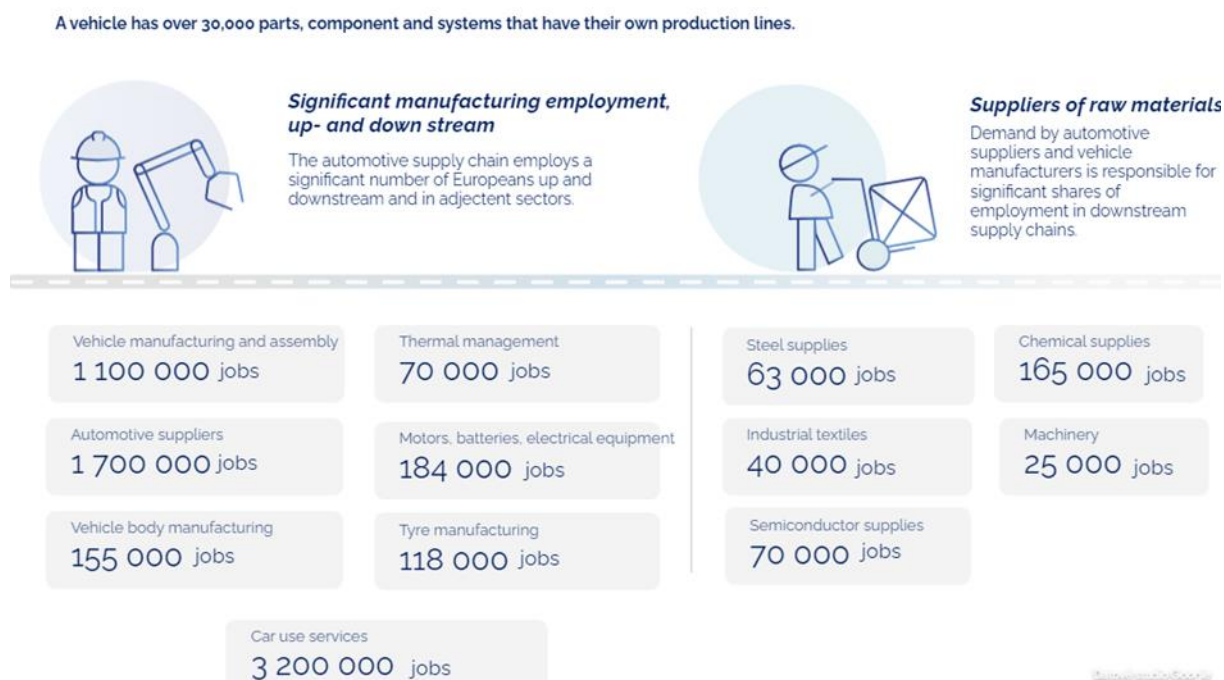 A vehicle has over 30,000 parts, component and systems that have their own production lines.
Significant manufacturing employment,
up- and down stream
The automotive supply chain employs a
significant number of Europeans up and
downstream and in adjectent sectors.
Suppliers of raw materials
Demand by automotive
suppliers and vehicle
manufacturers is responsible for
significant shares of
employment in downstream
supply chains.
Vehicle manufacturing and assembly
1 100 000 jobs
Thermal management
70 000 jobs
Automotive suppliers
1 700 000 jobs
Motors, batteries, electrical equipment
184 000 jobs
Vehicle body manufacturing
155 000 jobs
Tyre manufacturing
118 000 jobs
Car use services
3 200 000 jobs
Steel supplies
63 000 jobs
Chemical supplies
165 000 jobs
Industrial textiles
40 000 jobs
Machinery
25 000 jobs
Semiconductor supplies
70 000 jobs